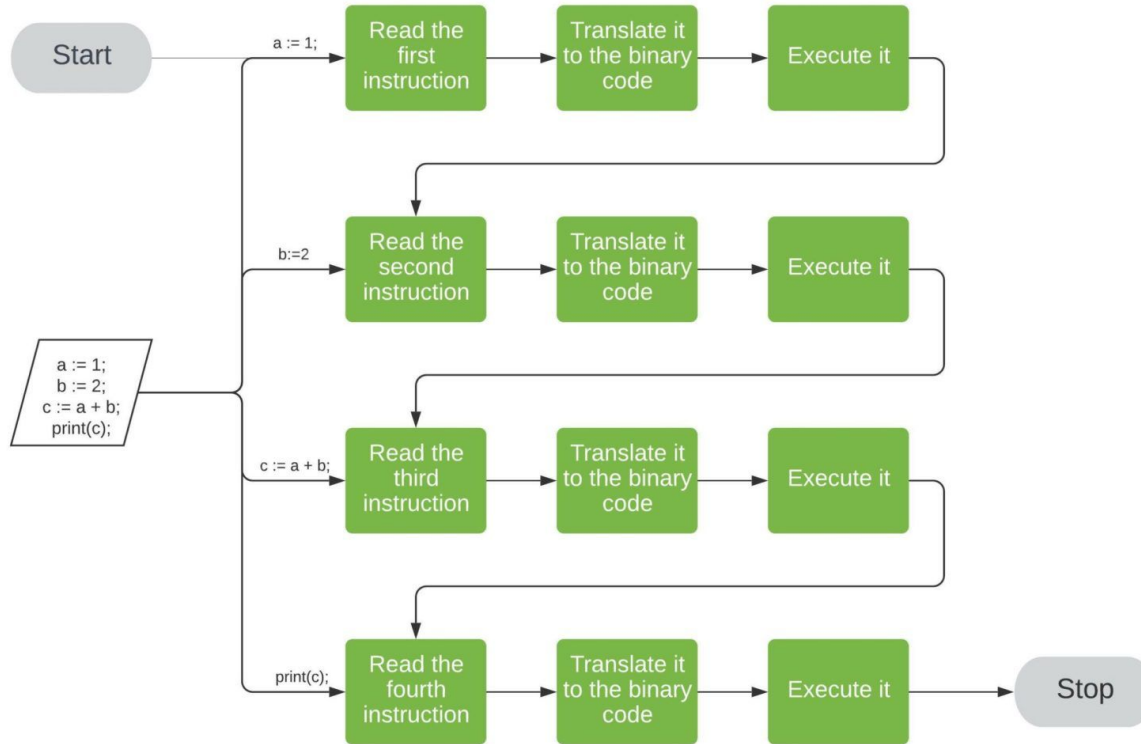 Start
a := 1;
Read the
first
instruction
Translate it
to the binary
code
Execute it
b:=2
Read the
second
instruction
Translate it
to the binary
code
Execute it
a := 1;
b := 2;
c := a + b;
print(c);
c := a + b;
Read the
third
instruction
Translate it
to the binary
code
Execute it
print(c);
Read the
fourth
instruction
Translate it
to the binary
code
Execute it
Stop